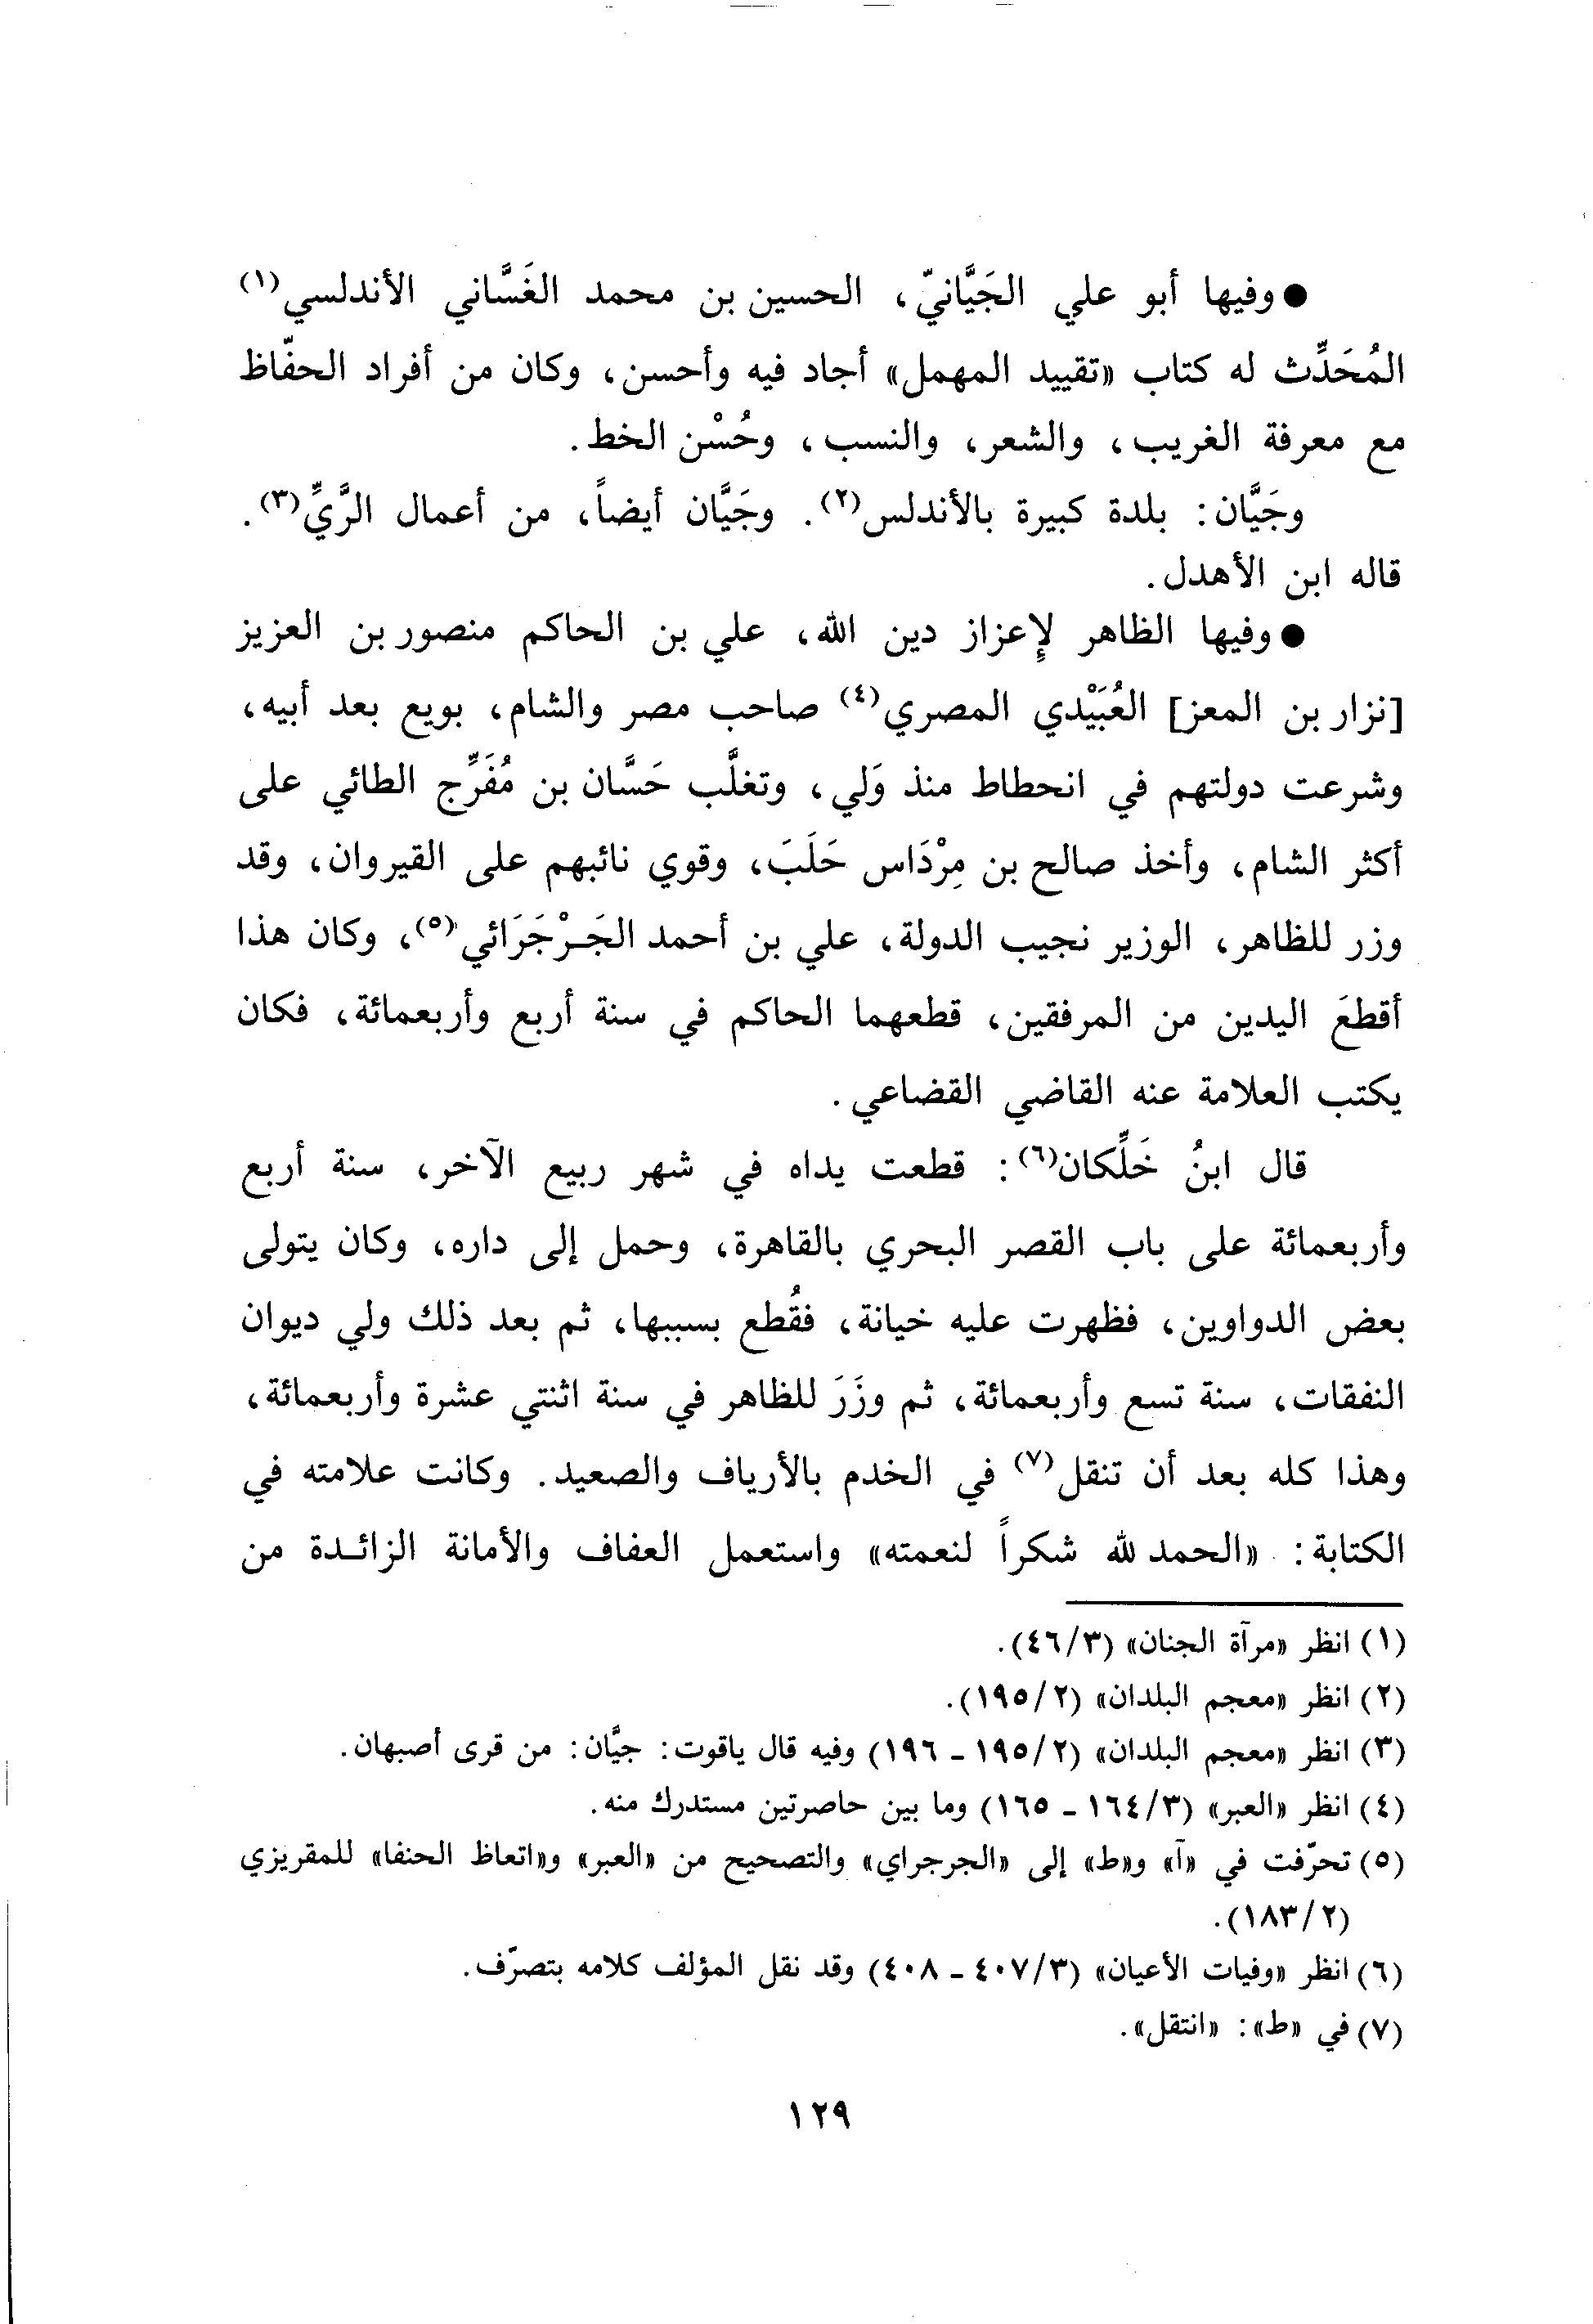 ● وفيها أبو علي الجَيَّانيّ، الحسين بن محمد الغَسَّاني الأندلسي(١)
المُحَدِّث له كتاب «تقييد المهمل» أجاد فيه وأحسن، وكان من أفراد الحفّاظ
مع معرفة الغريب، والشعر، والنسب، وحُسْن الخط.
وجَيَّان: بلدة كبيرة بالأندلس(٢). وجَيَّان أيضاً، من أعمال الرَّيِّ(٣).
قاله ابن الأهدل.
● وفيها الظاهر لإِعزاز دين الله، علي بن الحاكم منصور بن العزيز
[نزار بن المعز] العُبَيْدي المصري(٤) صاحب مصر والشام، بويع بعد أبيه،
وشرعت دولتهم في انحطاط منذ وَلي، وتغلَّب حَسَّان بن مُفَرِّج الطائي على
أكثر الشام، وأخذ صالح بن مِرْدَاس حَلَبَ، وقوي نائبهم على القيروان، وقد
وزر للظاهر، الوزير نجيب الدولة، علي بن أحمد الجَرْجَرَائي(٥)، وكان هذا
أقطعَ اليدين من المرفقين، قطعهما الحاكم في سنة أربع وأربعمائة، فكان
يكتب العلامة عنه القاضي القضاعي.
قال ابنُ خَلِّكان(٦): قطعت يداه في شهر ربيع الآخر، سنة أربع
وأربعمائة على باب القصر البحري بالقاهرة، وحمل إلى داره، وكان يتولى
بعض الدواوين، فظهرت عليه خيانة، فقُطع بسببها، ثم بعد ذلك ولي ديوان
النفقات، سنة تسع وأربعمائة، ثم وزَرَ للظاهر في سنة اثنتي عشرة وأربعمائة،
وهذا كله بعد أن تنقل(٧) في الخدم بالأرياف والصعيد. وكانت علامته في
الكتابة: «الحمد لله شكراً لنعمته» واستعمل العفاف والأمانة الزائدة من
(١) انظر «مرآة الجنان» (٤٦/٣).
(٢) انظر «معجم البلدان» (١٩٥/٢).
(٣) انظر «معجم البلدان» (١٩٥/٢ - ١٩٦) وفيه قال ياقوت: جيَّان: من قرى أصبهان.
(٤) انظر «العبر» (١٦٤/٣ - ١٦٥) وما بين حاصرتين مستدرك منه.
(٥) تحرّفت في «آ» و«ط» إلى «الجرجراي» والتصحيح من «العبر» و«اتعاظ الحنفا» للمقريزي
(١٨٣/٢).
(٦) انظر «وفيات الأعيان» (٤٠٧/٣ - ٤٠٨) وقد نقل المؤلف كلامه بتصرّف.
(٧) في «ط»: «انتقل».
١٢٩